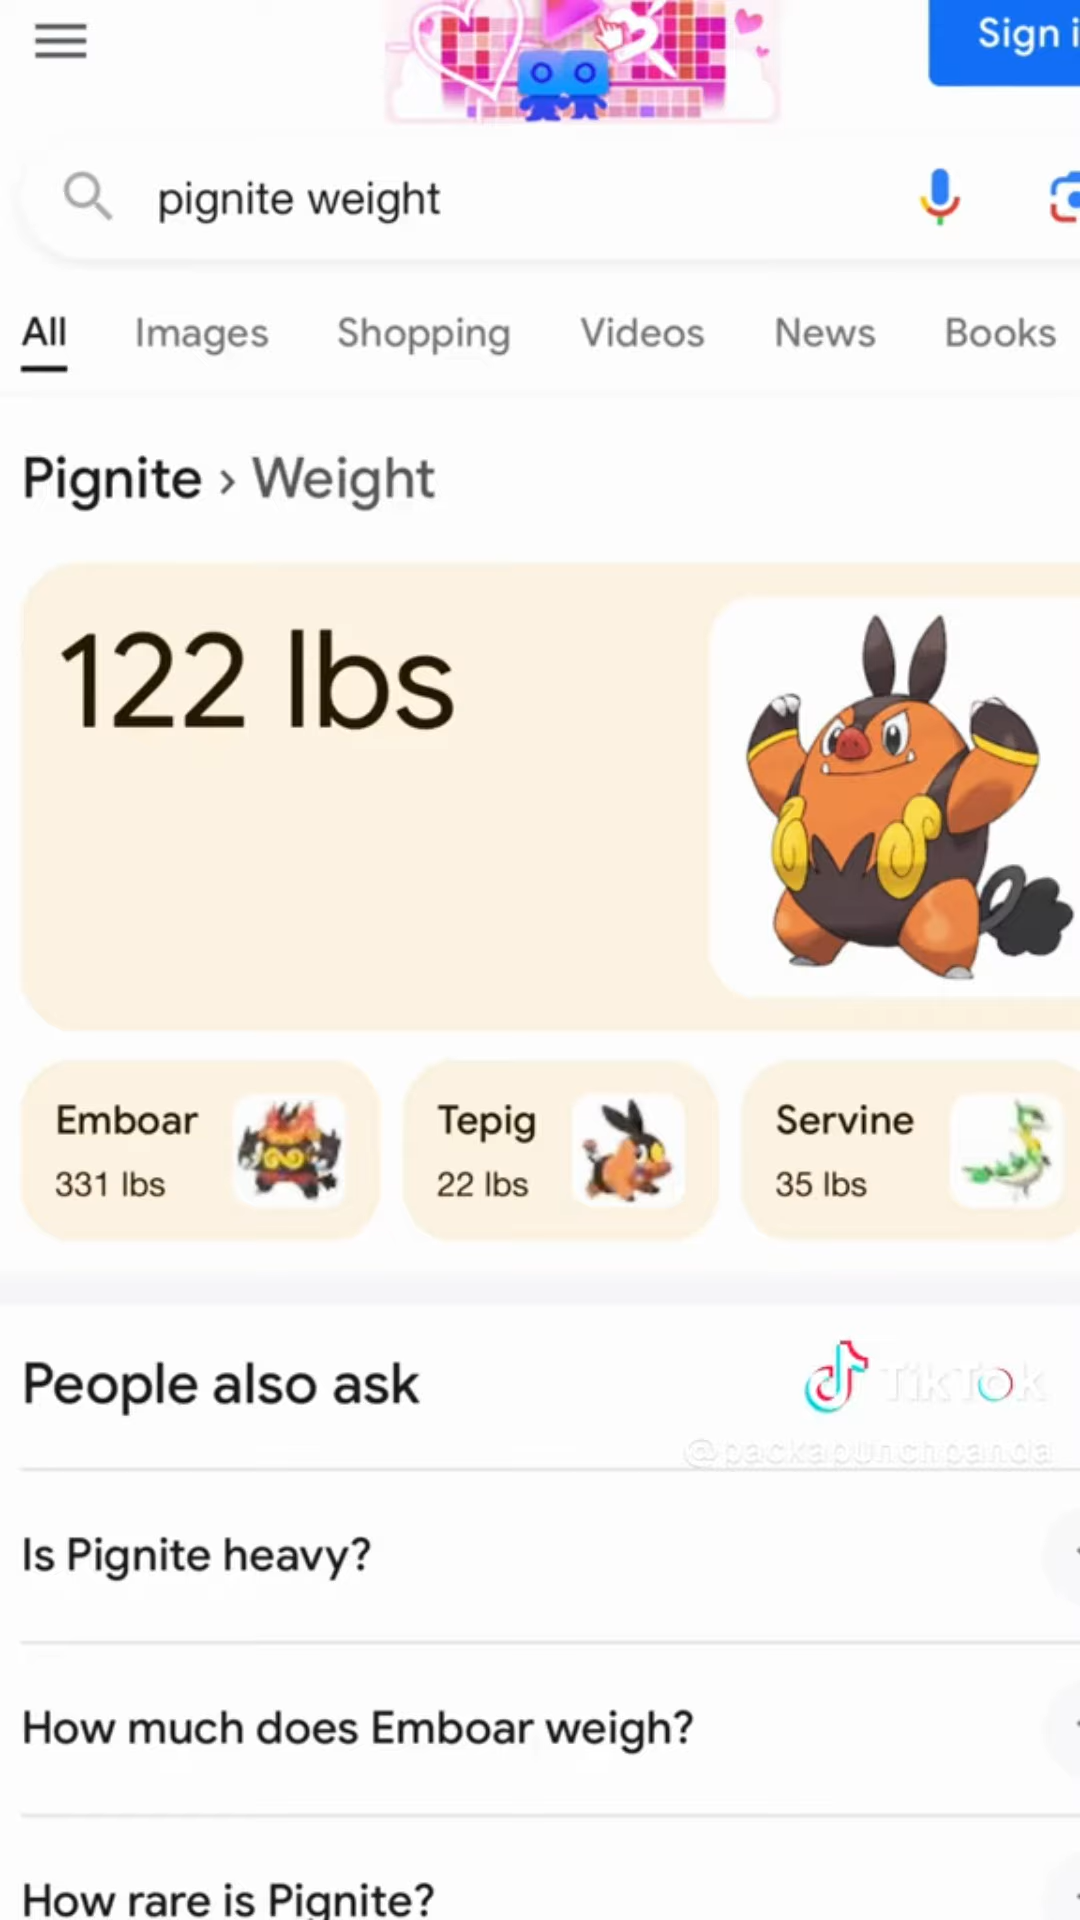 Sign i
pignite weight
All Images Shopping Videos News Books
Pignite › Weight
122 lbs
Emboar
331 lbs
Tepig
22 lbs
Servine
35 lbs
People also ask
TikTok
@packapunchpanda
Is Pignite heavy?
How much does Emboar weigh?
How rare is Pignite?